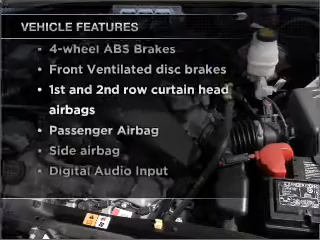 VEHICLE FEATURES
• 4-wheel ABS Brakes
• Front Ventilated disc brakes
• 1st and 2nd row curtain head
airbags
• Passenger Airbag
• Side airbag
• Digital Audio Input